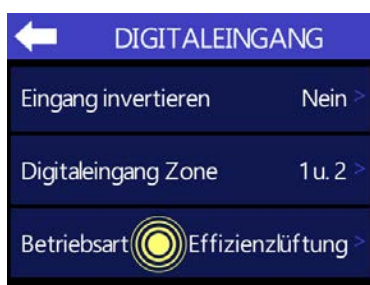 DIGITALEINGANG
Eingang invertieren Nein >
Digitaleingang Zone 1 u. 2 >
Betriebsart Effizienzlüftung >